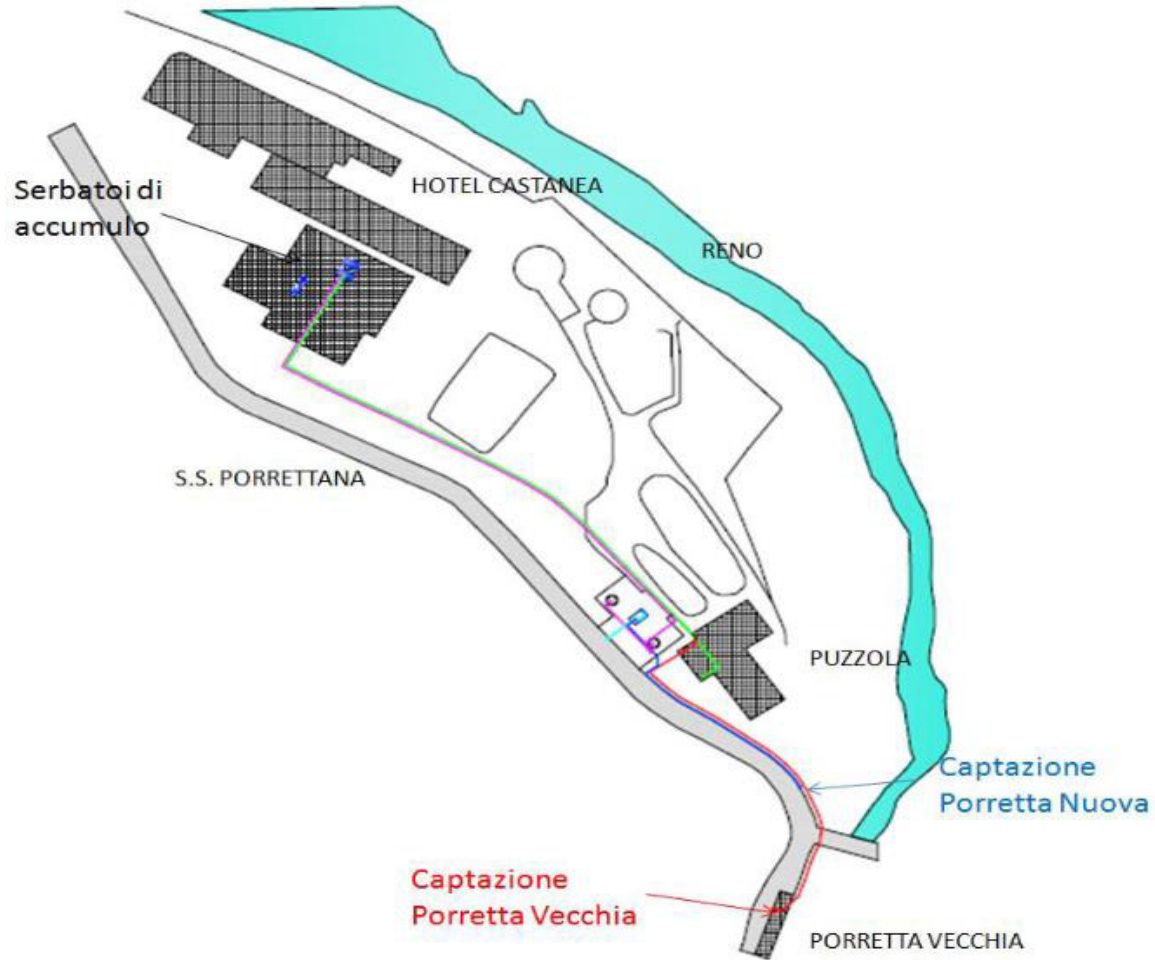 HOTEL CASTANEA
Serbatoi di
accumulo
RENO
S.S. PORRETTANA
PUZZOLA
Captazione
Porretta Nuova
Captazione
Porretta Vecchia
PORRETTA VECCHIA